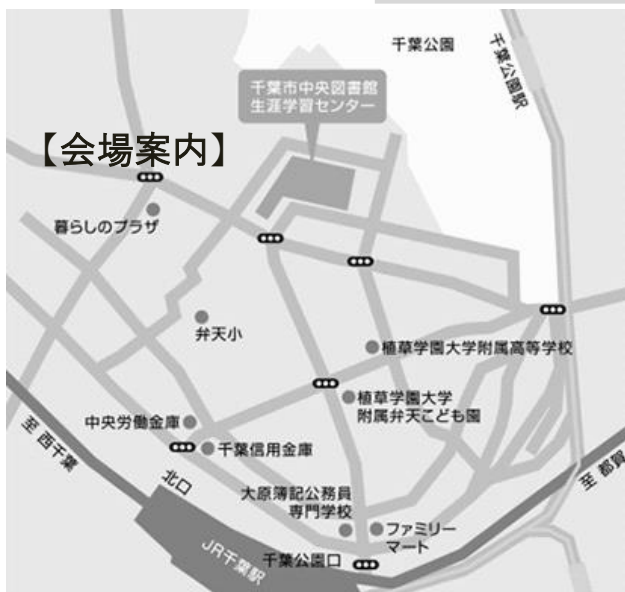 千葉公園
千葉公園駅
千葉市中央図書館
生涯学習センター
【会場案内】
暮らしのプラザ
弁天小
植草学園大学附属高等学校
植草学園大学
附属弁天こども園
中央労働金庫
千葉信用金庫
至 西千葉
北口
至 都賀
大原簿記公務員
専門学校
ファミリー
マート
千葉公園口
JR千葉駅